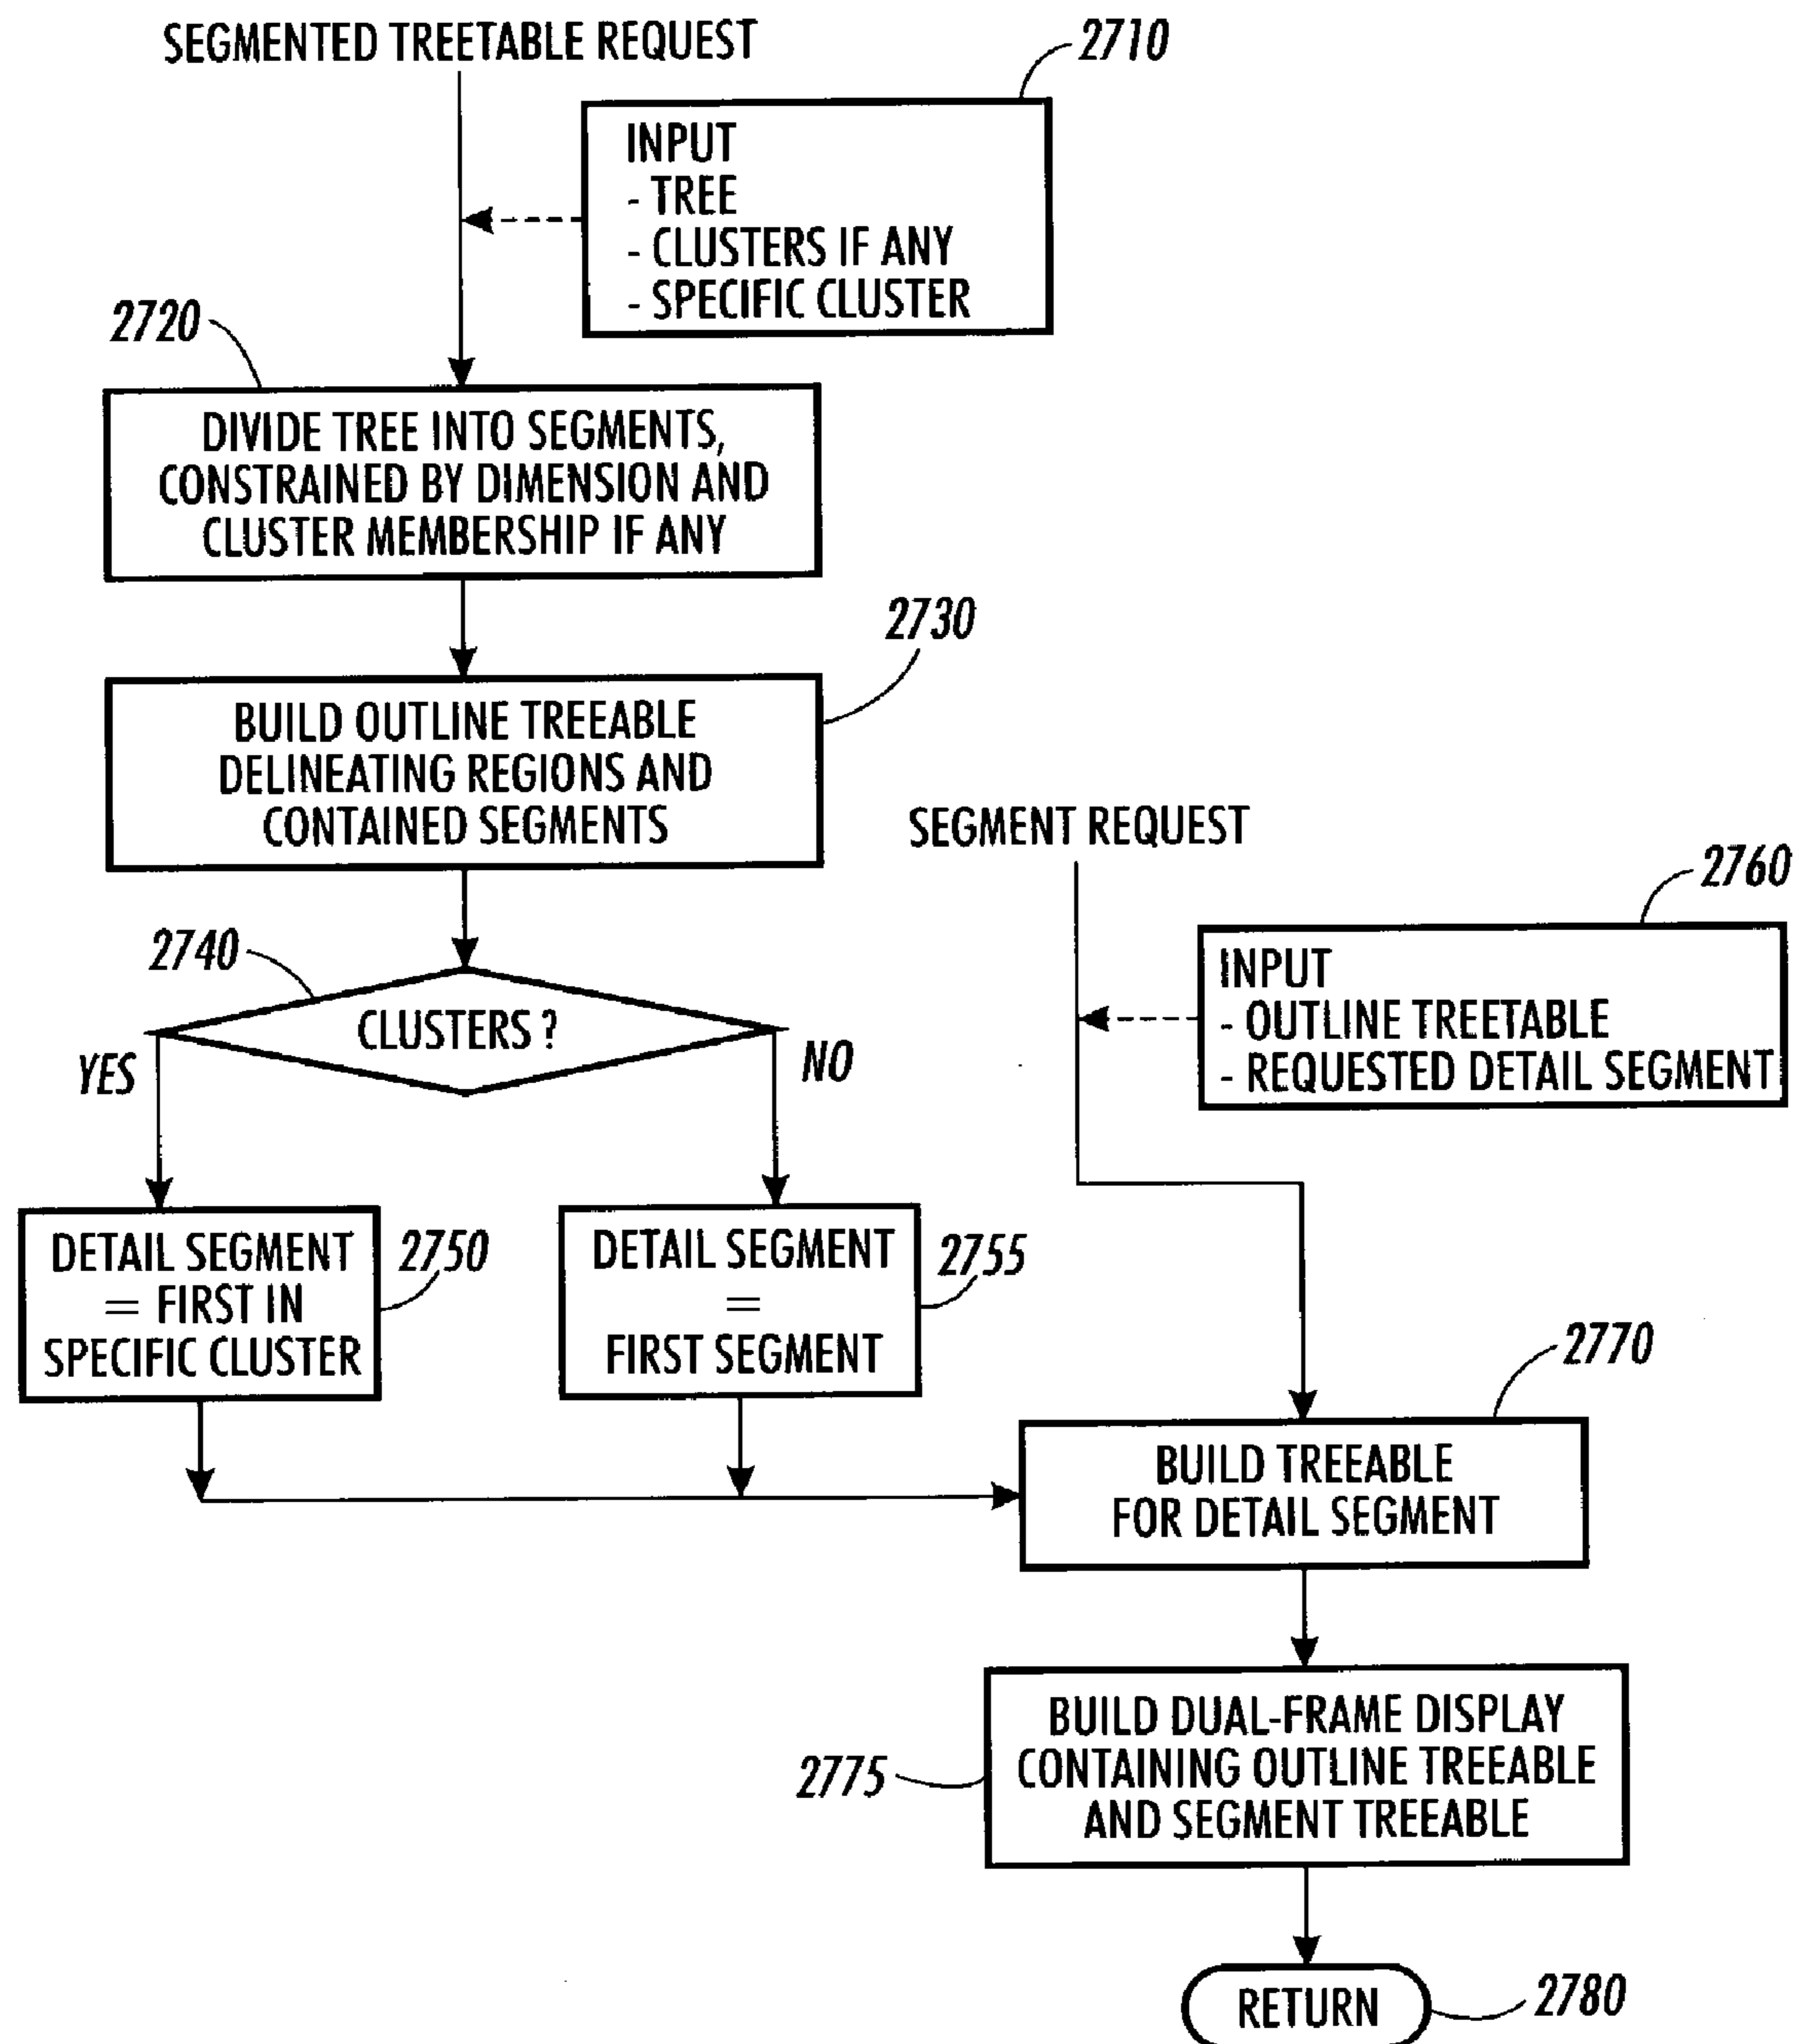 SEGMENTED TREETABLE REQUEST
2710
INPUT
- TREE
- CLUSTERS IF ANY
- SPECIFIC CLUSTER
2720
DIVIDE TREE INTO SEGMENTS,
CONSTRAINED BY DIMENSION AND
CLUSTER MEMBERSHIP IF ANY
2730
BUILD OUTLINE TREEABLE
DELINEATING REGIONS AND
CONTAINED SEGMENTS
SEGMENT REQUEST
2760
INPUT
- OUTLINE TREETABLE
- REQUESTED DETAIL SEGMENT
2740
CLUSTERS ?
YES
NO
DETAIL SEGMENT
= FIRST IN
SPECIFIC CLUSTER
2750
DETAIL SEGMENT
=
FIRST SEGMENT
2755
2770
BUILD TREEABLE
FOR DETAIL SEGMENT
2775
BUILD DUAL-FRAME DISPLAY
CONTAINING OUTLINE TREEABLE
AND SEGMENT TREEABLE
RETURN
2780